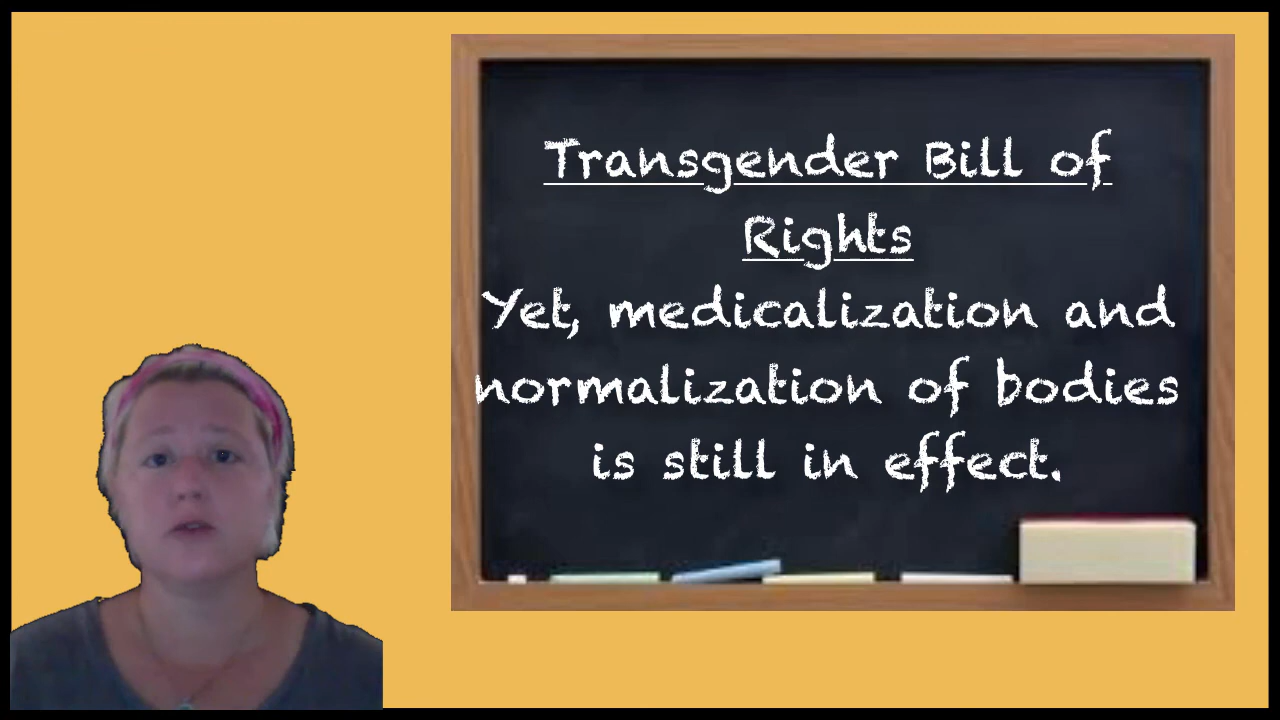 Transgender Bill of
Rights
Yet, medicalization and
normalization of bodies
is still in effect.